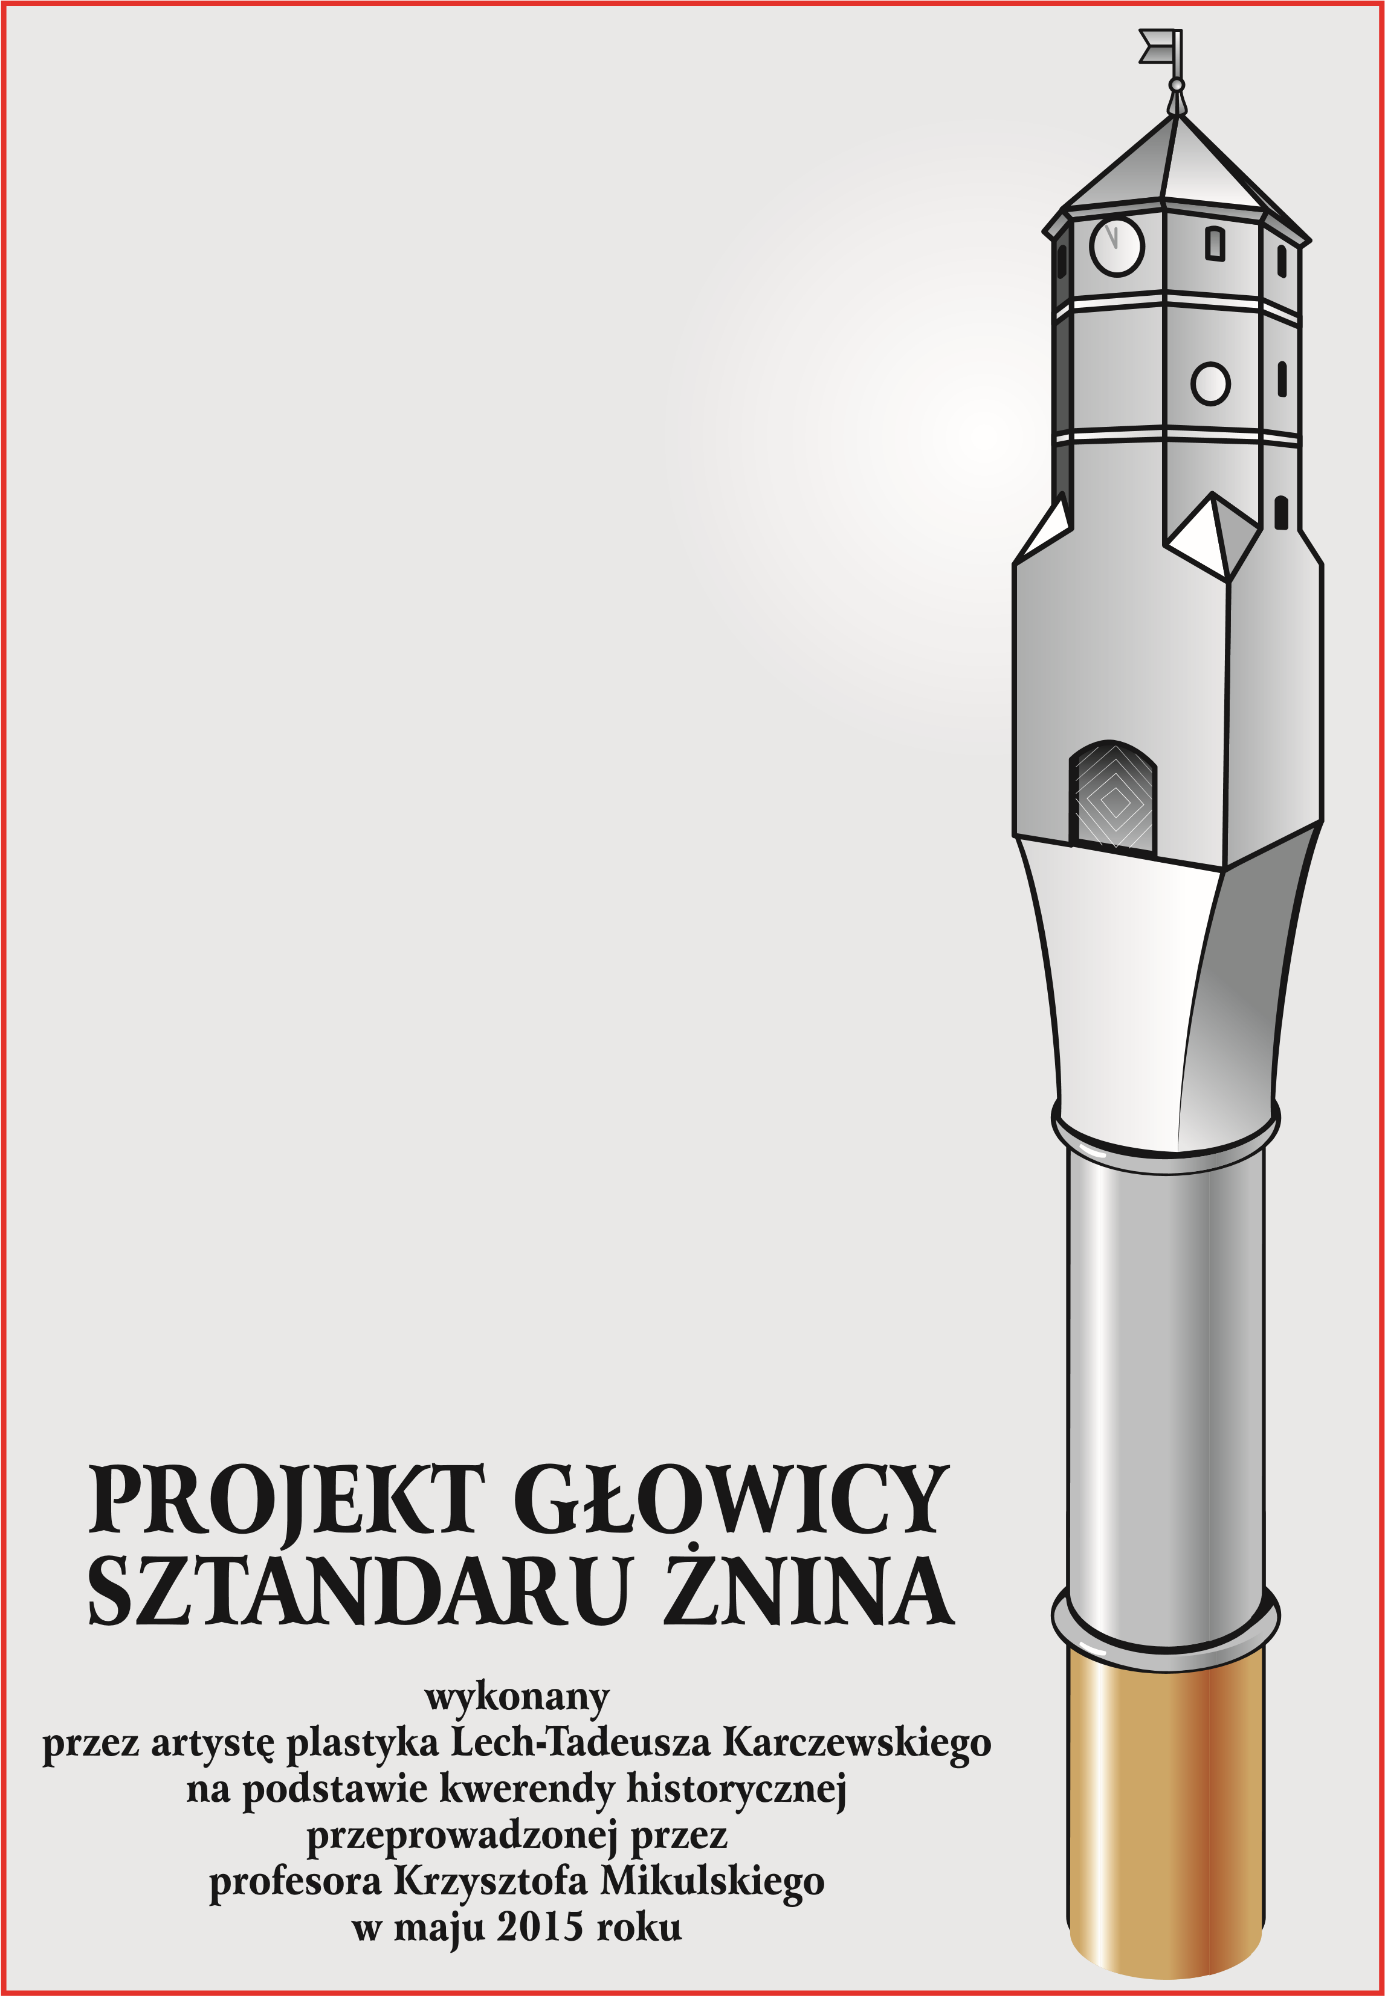 PROJEKT GŁOWICY
SZTANDARU ŻNINA
wykonany
przez artystę plastyka Lech-Tadeusza Karczewskiego
na podstawie kwerendy historycznej
przeprowadzonej przez
profesora Krzysztofa Mikulskiego
w maju 2015 roku